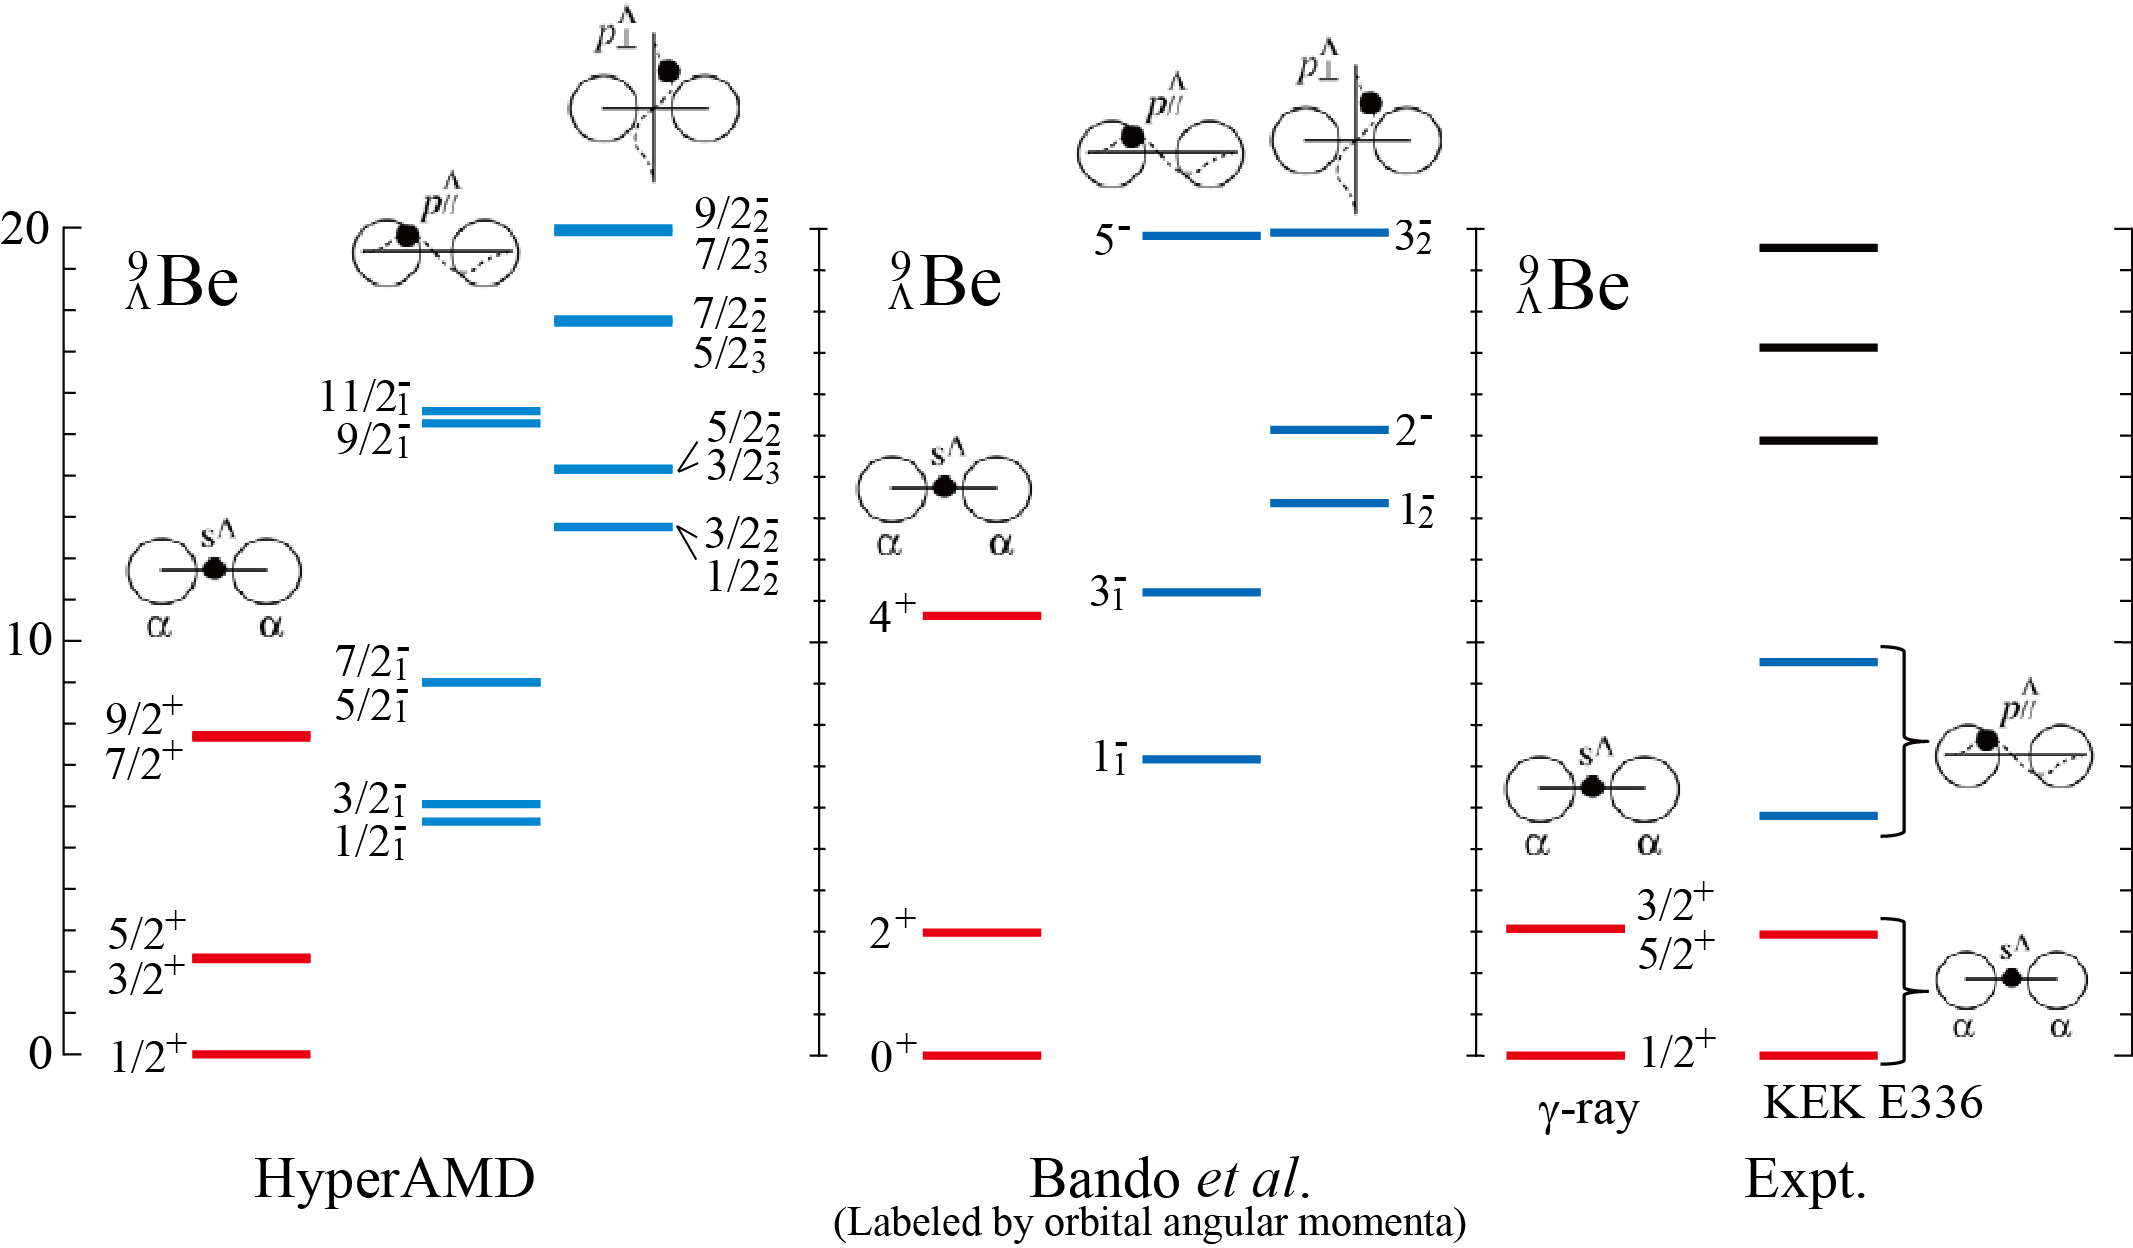 20
10
0
⁹ΛBe
sΛ
α α
p//Λ
p⊥Λ
9/2⁺
7/2⁺
5/2⁺
3/2⁺
1/2⁺
11/2₁⁻
9/2₁⁻
7/2₁⁻
5/2₁⁻
3/2₁⁻
1/2₁⁻
9/2₂⁻
7/2₃⁻
7/2₂⁻
5/2₃⁻
5/2₂⁻
3/2₃⁻
3/2₂⁻
1/2₂⁻
HyperAMD
⁹ΛBe
sΛ
α α
p//Λ
p⊥Λ
4⁺
2⁺
0⁺
5⁻
3₁⁻
1₁⁻
3₂⁻
2⁻
1₂⁻
Bando et al.
(Labeled by orbital angular momenta)
⁹ΛBe
sΛ
α α
3/2⁺
5/2⁺
1/2⁺
p//Λ
sΛ
α α
γ-ray
KEK E336
Expt.